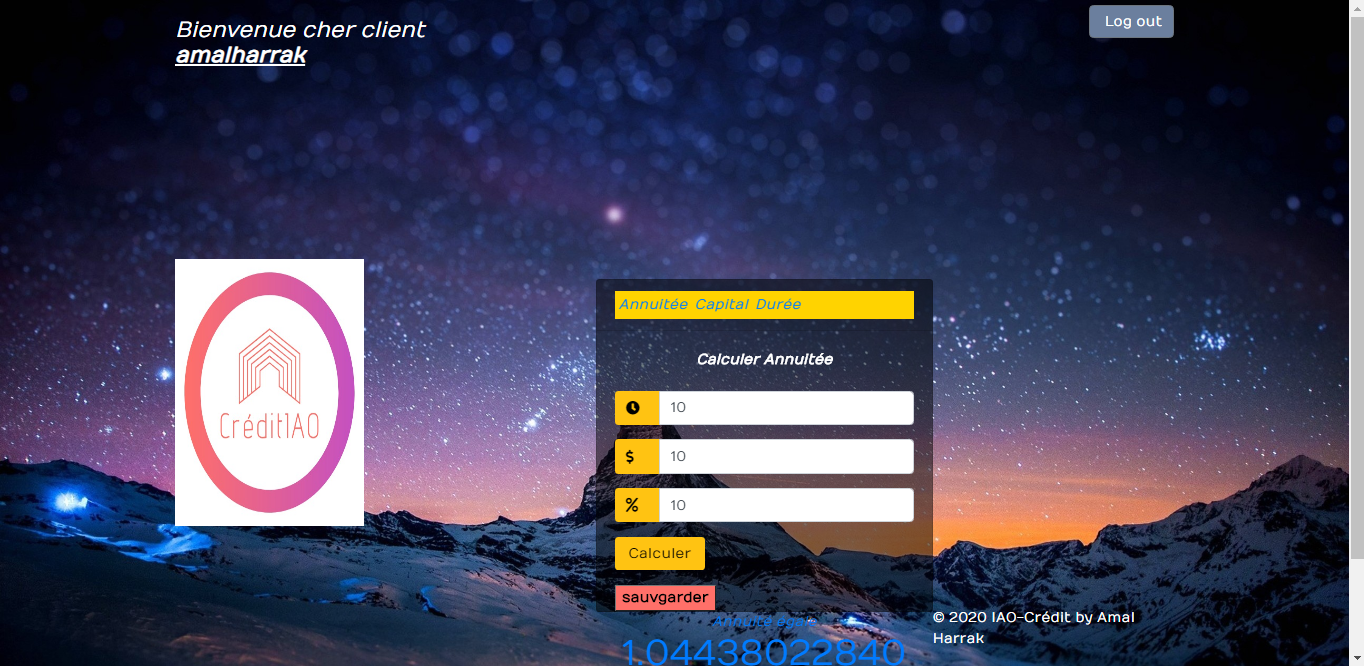 Bienvenue cher client
amalharrak
Log out
CréditIAO
Annuitée Capital Durée
Calculer Annuitée
10
$ 10
% 10
Calculer
sauvgarder
Annuité égale
1.04438022840
© 2020 IAO-Crédit by Amal
Harrak